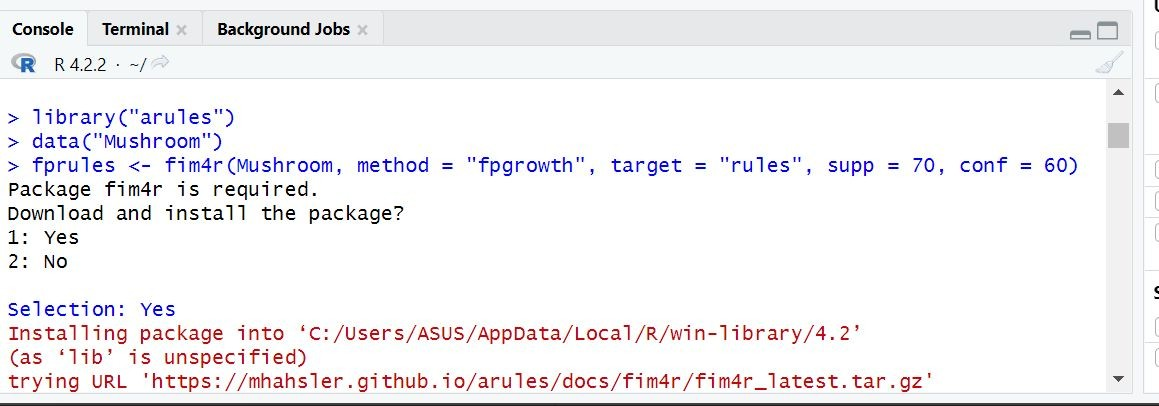 Console Terminal Background Jobs
R R 4.2.2 · ~/
> library("arules")
> data("Mushroom")
> fprules <- fim4r(Mushroom, method = "fpgrowth", target = "rules", supp = 70, conf = 60)
Package fim4r is required.
Download and install the package?
1: Yes
2: No
Selection: Yes
Installing package into ‘C:/Users/ASUS/AppData/Local/R/win-library/4.2’
(as ‘lib’ is unspecified)
trying URL 'https://mhahsler.github.io/arules/docs/fim4r/fim4r_latest.tar.gz'